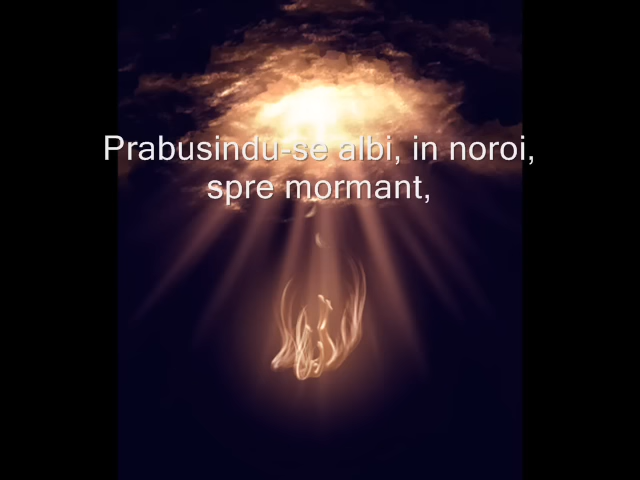 Prabusindu-se albi, in noroi,
spre mormant,